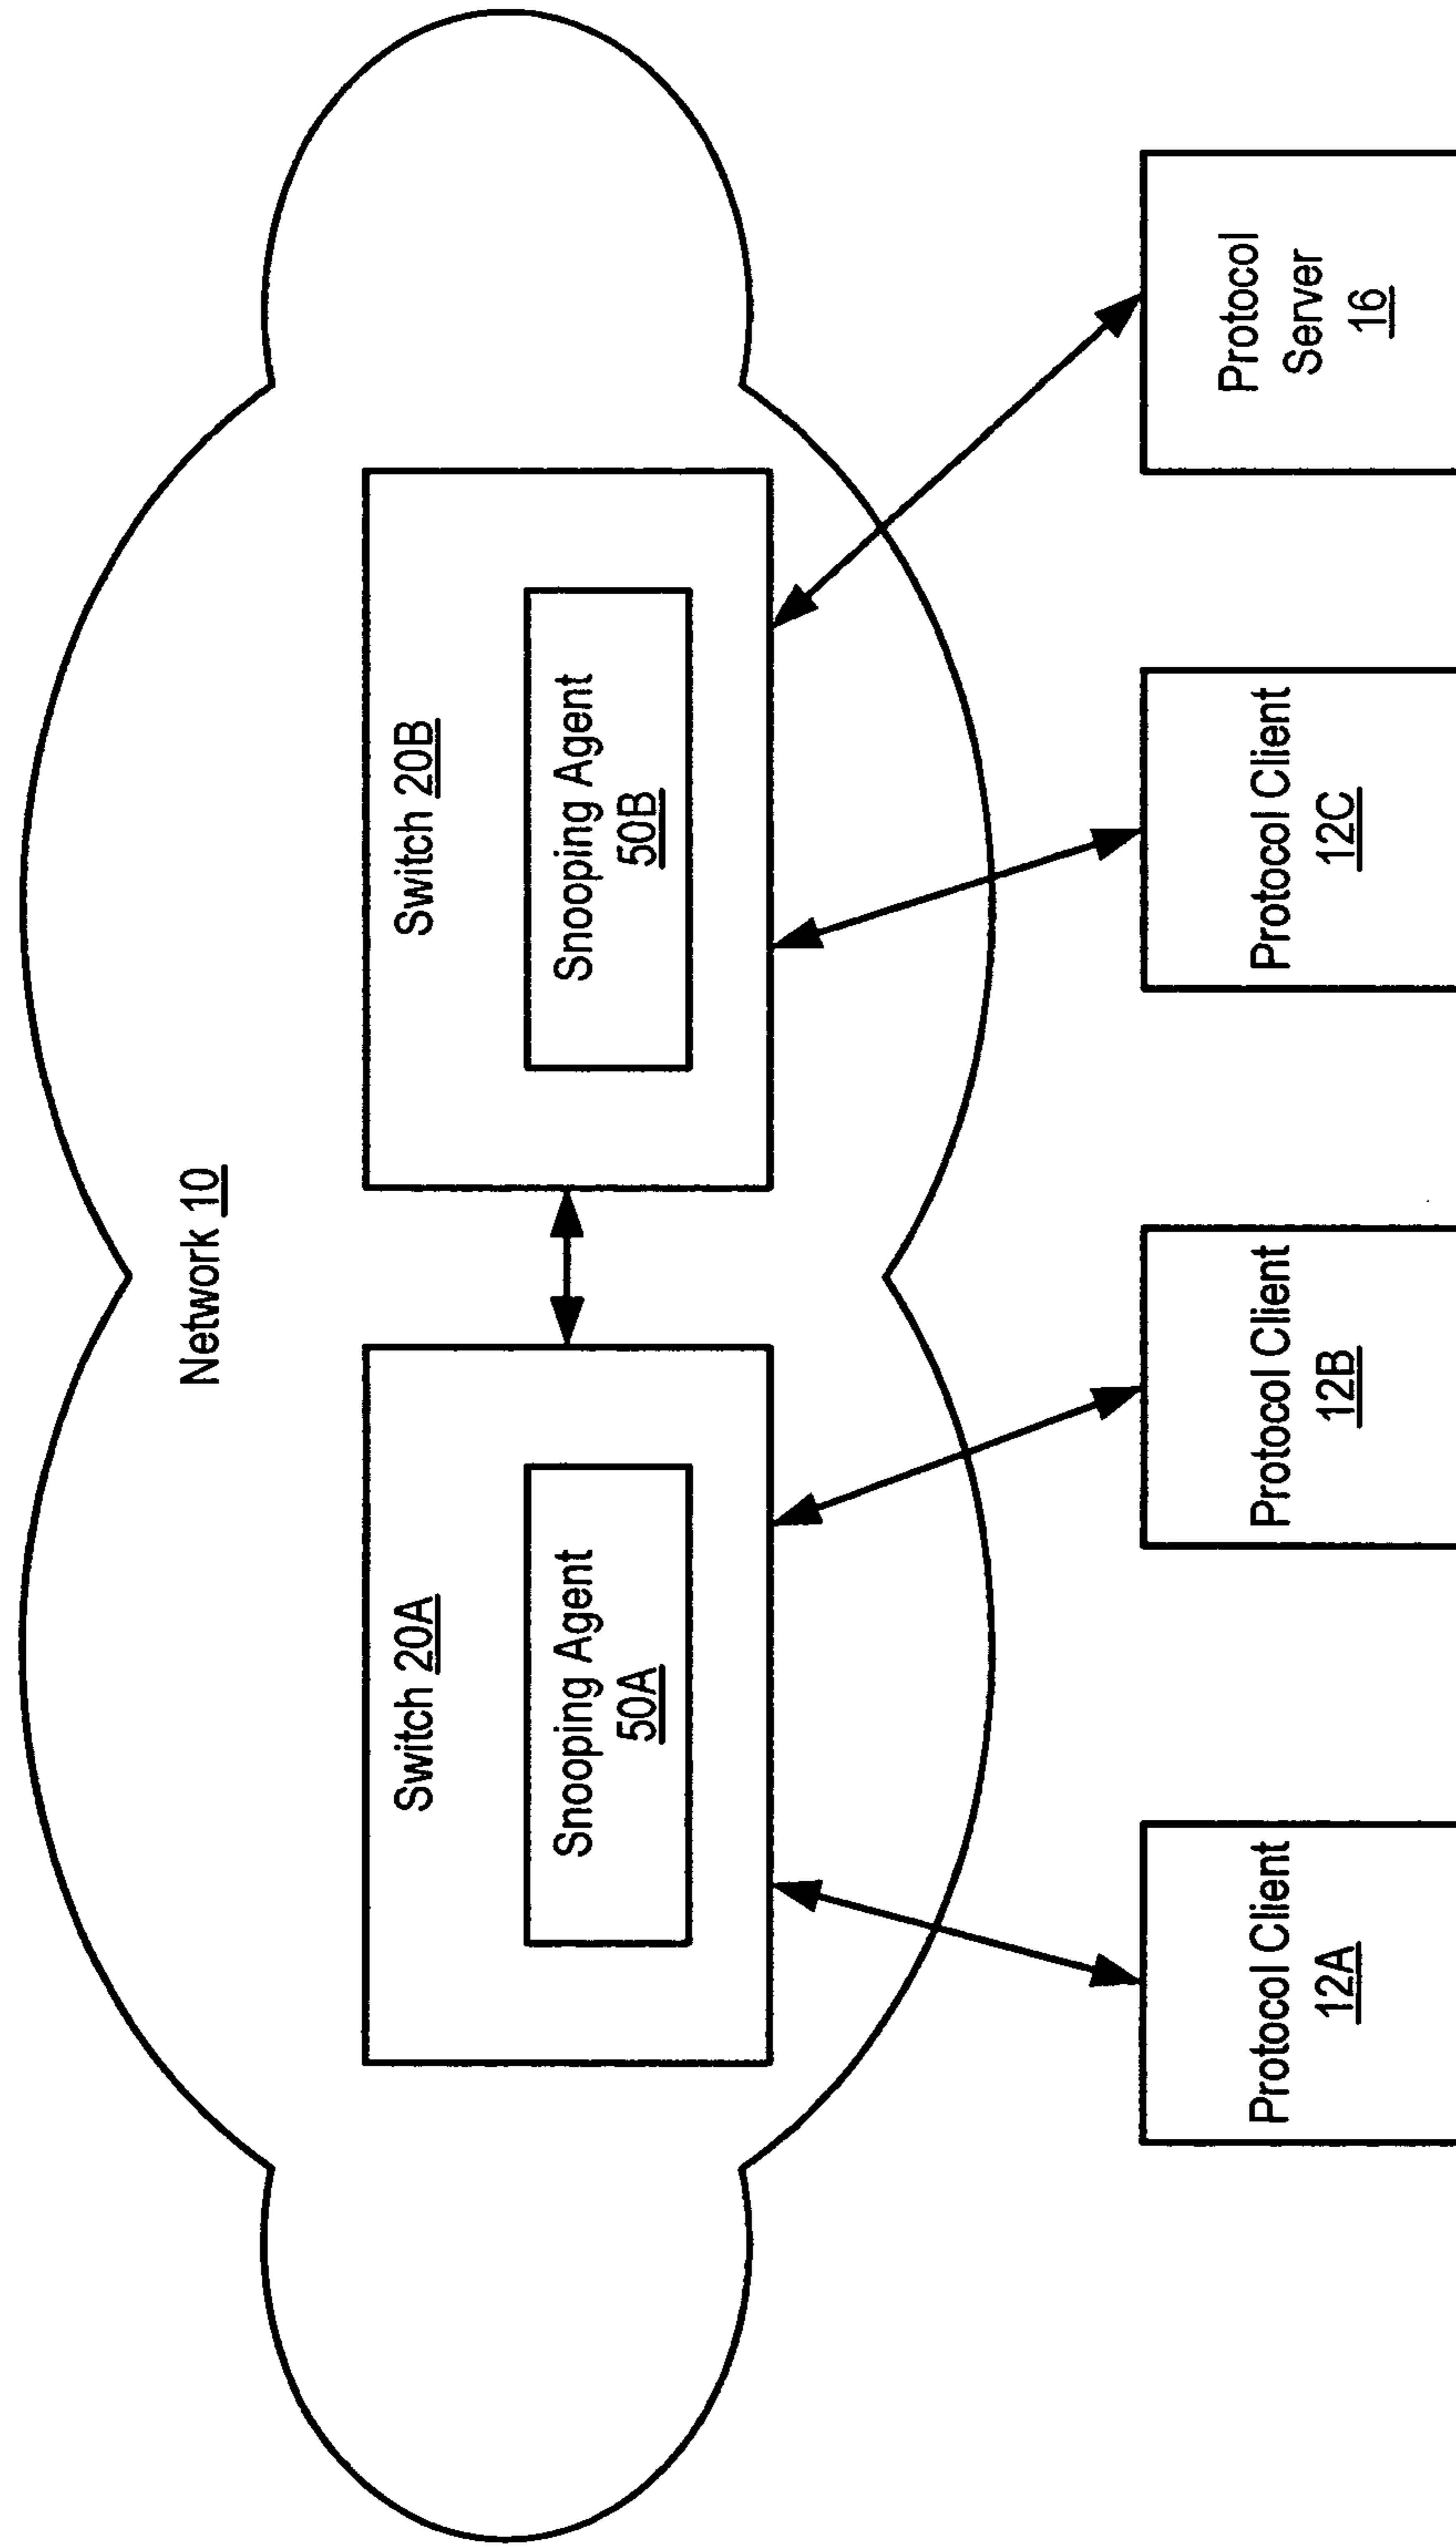 Network 10
Switch 20A
Snooping Agent
50A
Switch 20B
Snooping Agent
50B
Protocol Client
12A
Protocol Client
12B
Protocol Client
12C
Protocol
Server
16